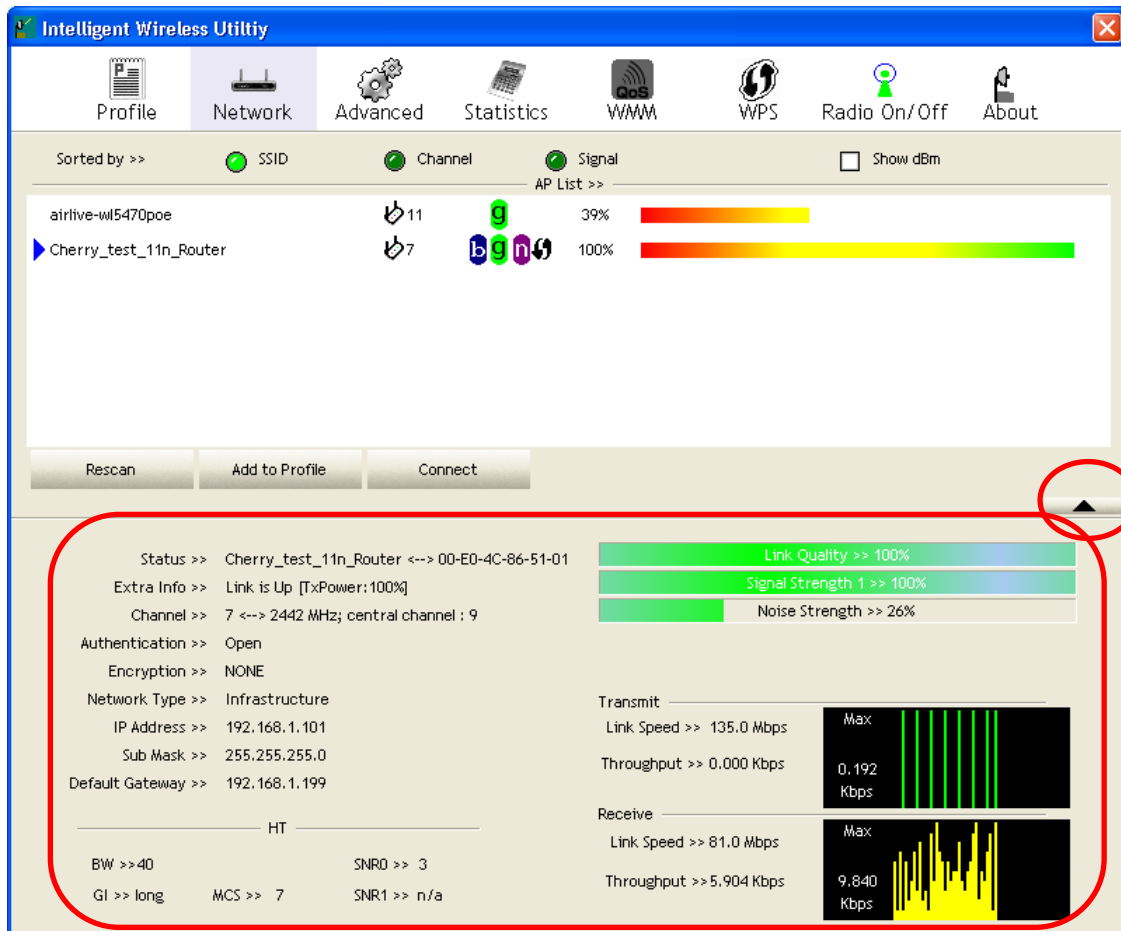 Intelligent Wireless Utiltiy
Profile Network Advanced Statistics QoS WMM WPS Radio On/Off About
Sorted by >> SSID Channel Signal Show dBm
AP List >>
airlive-wl5470poe 11 g 39%
Cherry_test_11n_Router 7 b g n 100%
Rescan Add to Profile Connect
Status >> Cherry_test_11n_Router <--> 00-E0-4C-86-51-01
Extra Info >> Link is Up [TxPower:100%]
Channel >> 7 <--> 2442 MHz; central channel : 9
Authentication >> Open
Encryption >> NONE
Network Type >> Infrastructure
IP Address >> 192.168.1.101
Sub Mask >> 255.255.255.0
Default Gateway >> 192.168.1.199
HT
BW >>40 SNR0 >> 3
GI >> long MCS >> 7 SNR1 >> n/a
Link Quality >> 100%
Signal Strength 1 >> 100%
Noise Strength >> 26%
Transmit
Link Speed >> 135.0 Mbps
Throughput >> 0.000 Kbps
Max
0.192
Kbps
Receive
Link Speed >> 81.0 Mbps
Throughput >>5.904 Kbps
Max
9.840
Kbps